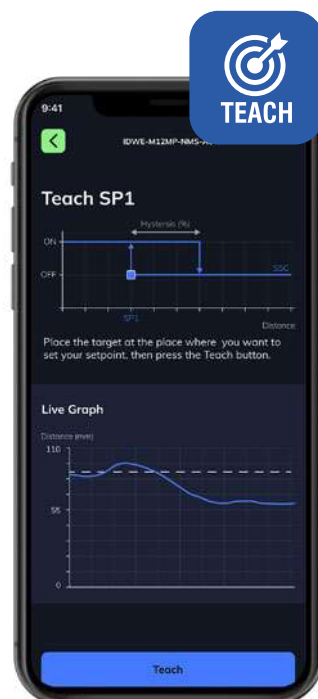 TEACH
9:41
IDWE-M12MP-NMS-A
Teach SP1
Hystersis (%)
ON
OFF
SSC
SP1
Distance
Place the target at the place where you want to
set your setpoint, then press the Teach button.
Live Graph
Distance (mm)
110
55
0
Teach